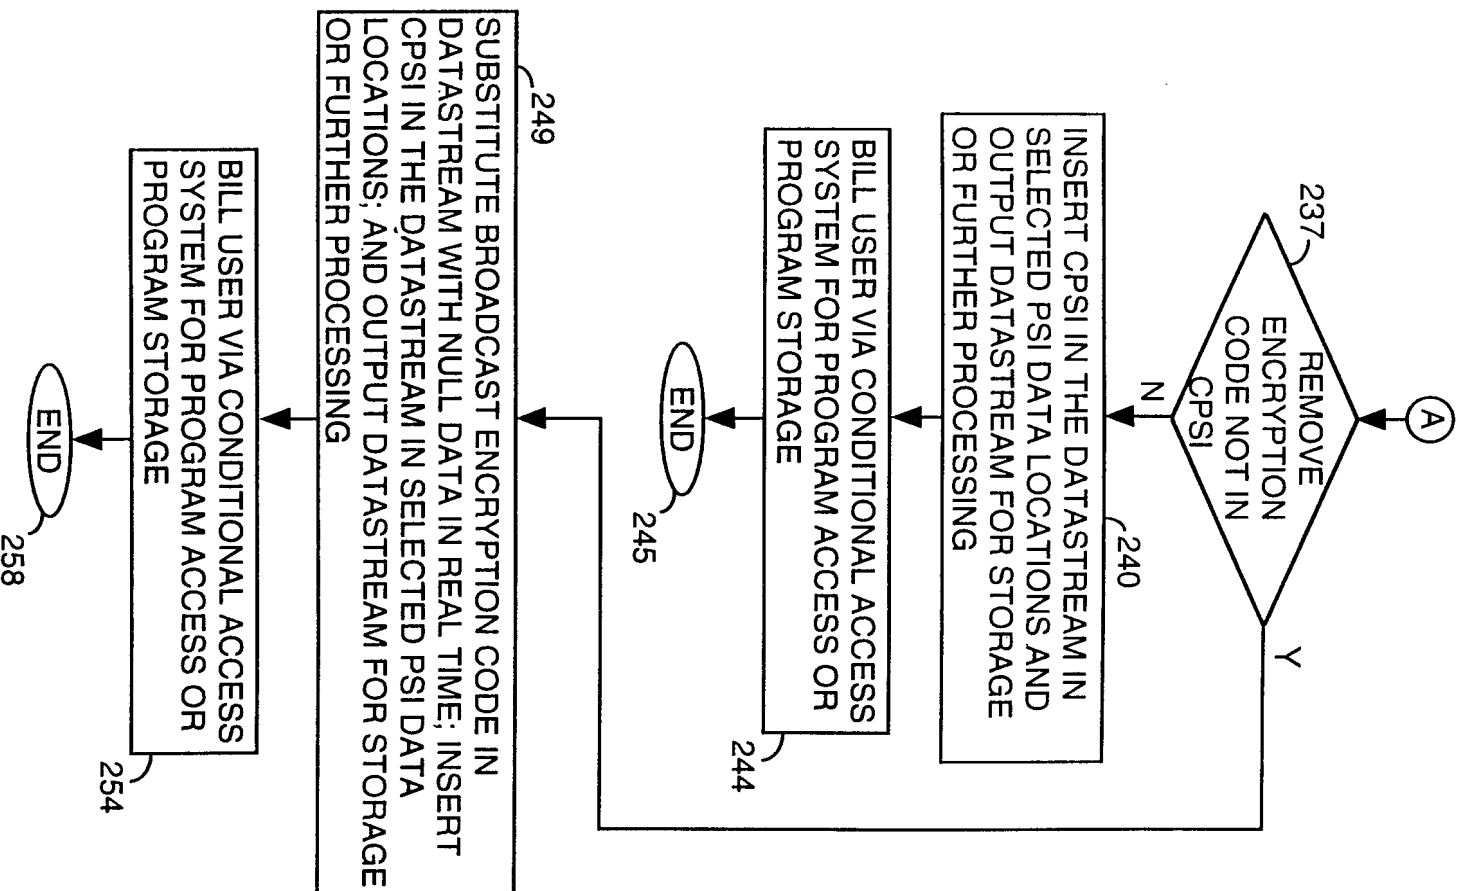 A
237
REMOVE
ENCRYPTION
CODE NOT IN
CPSI
Y
N
240
INSERT CPSI IN THE DATASTREAM IN
SELECTED PSI DATA LOCATIONS AND
OUTPUT DATASTREAM FOR STORAGE
OR FURTHER PROCESSING
BILL USER VIA CONDITIONAL ACCESS
SYSTEM FOR PROGRAM ACCESS OR
PROGRAM STORAGE
244
END
245
249
SUBSTITUTE BROADCAST ENCRYPTION CODE IN
DATASTREAM WITH NULL DATA IN REAL TIME; INSERT
CPSI IN THE DATASTREAM IN SELECTED PSI DATA
LOCATIONS; AND OUTPUT DATASTREAM FOR STORAGE
OR FURTHER PROCESSING
BILL USER VIA CONDITIONAL ACCESS
SYSTEM FOR PROGRAM ACCESS OR
PROGRAM STORAGE
254
END
258